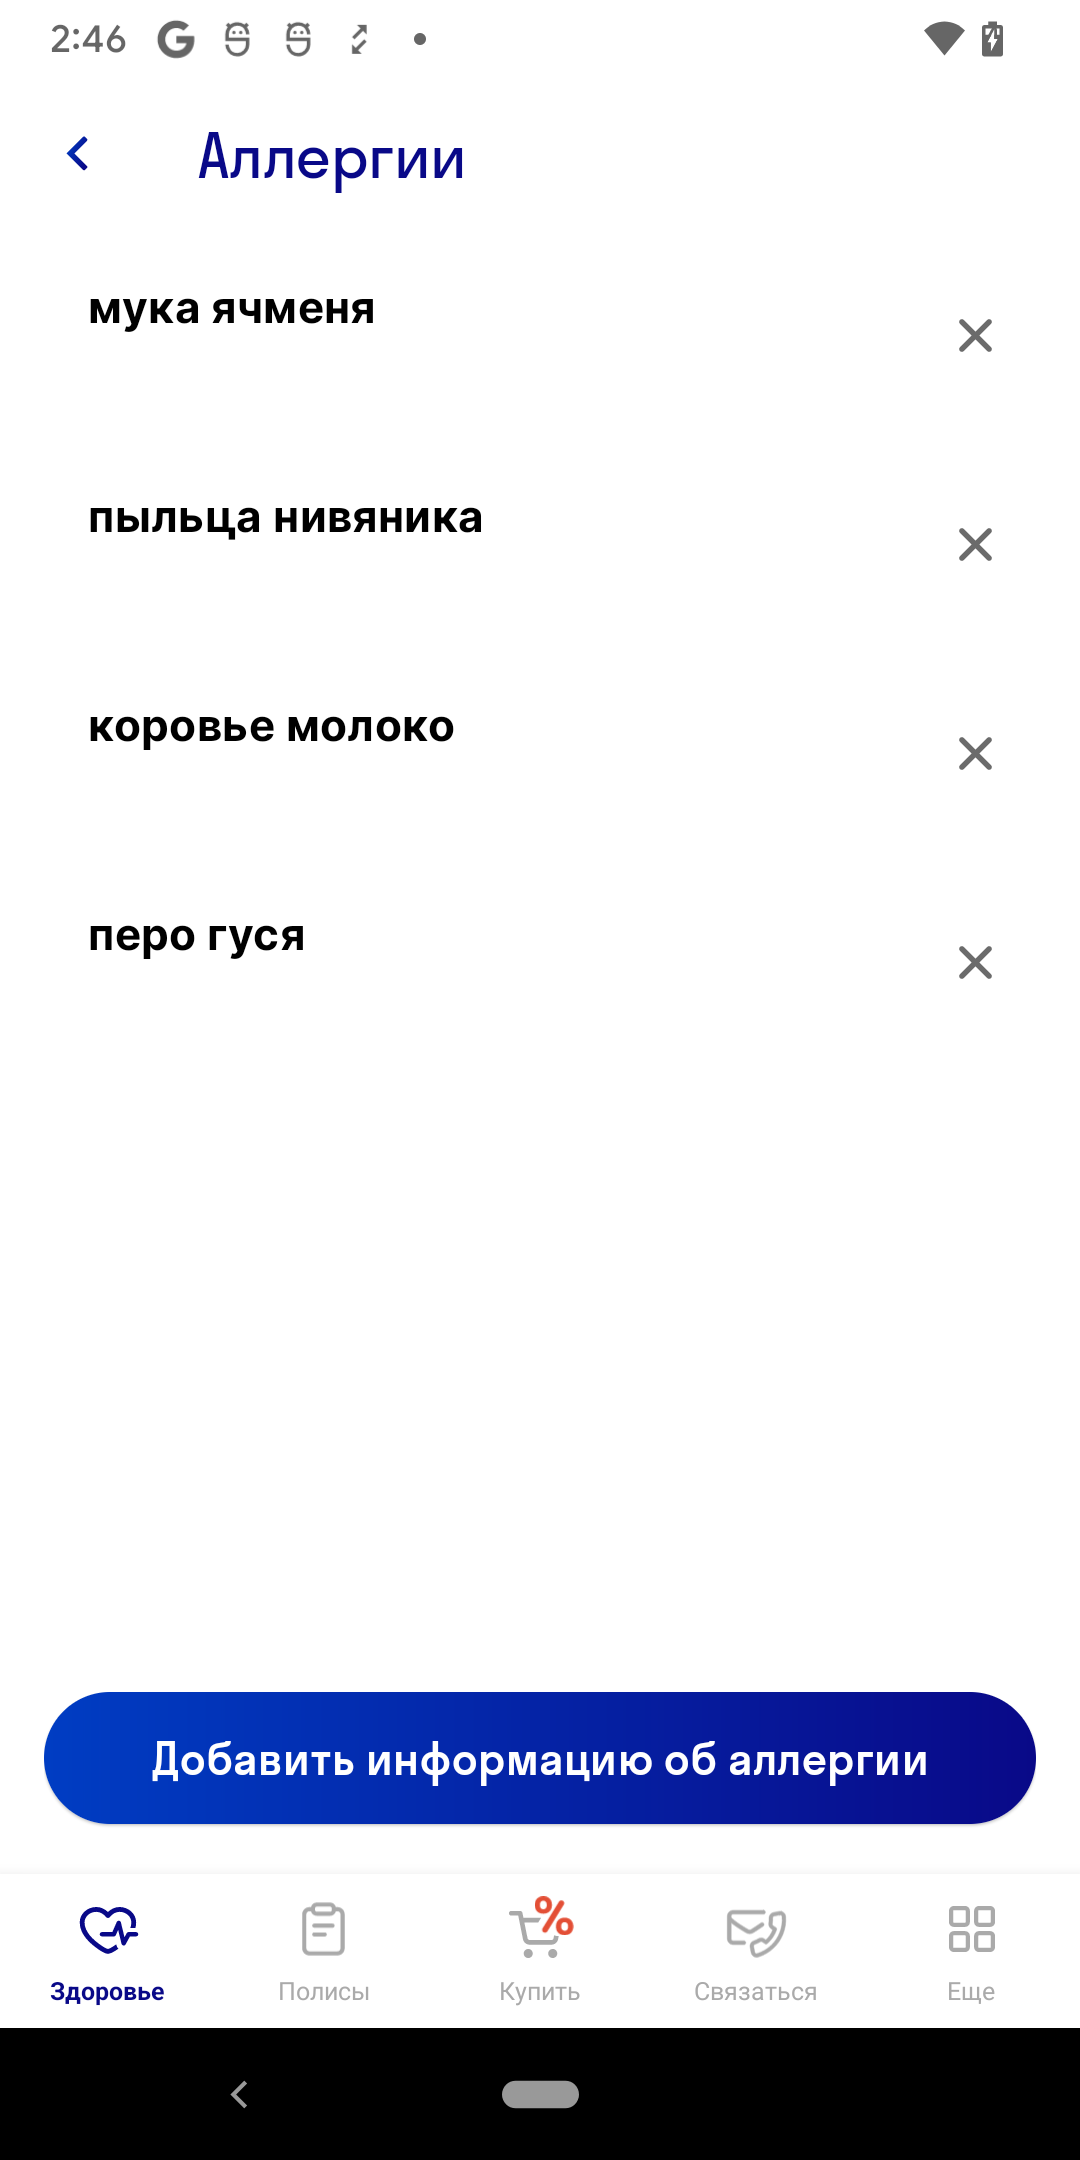 2:46
Аллергии
мука ячменя
пыльца нивяника
коровье молоко
перо гуся
Добавить информацию об аллергии
Здоровье
Полисы
Купить
Связаться
Еще